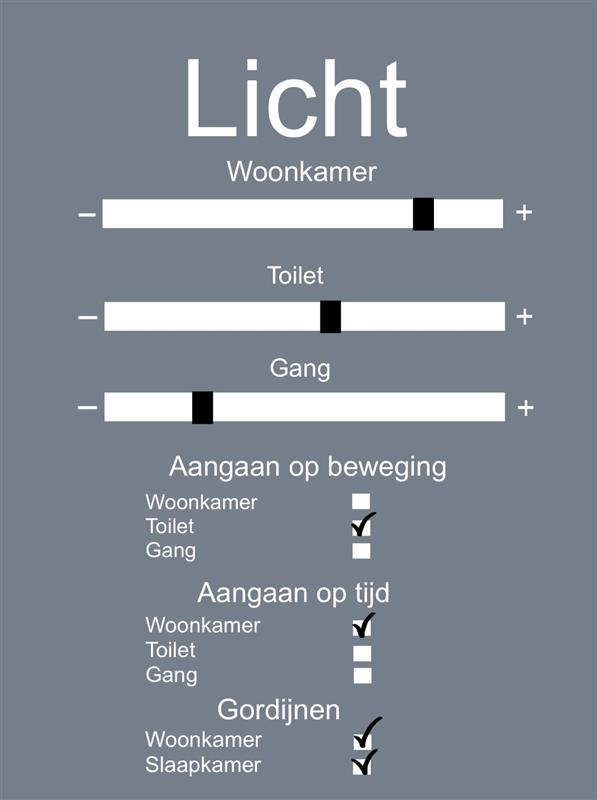 Licht
Woonkamer
– +
Toilet
– +
Gang
– +
Aangaan op beweging
Woonkamer
Toilet
Gang
Aangaan op tijd
Woonkamer
Toilet
Gang
Gordijnen
Woonkamer
Slaapkamer